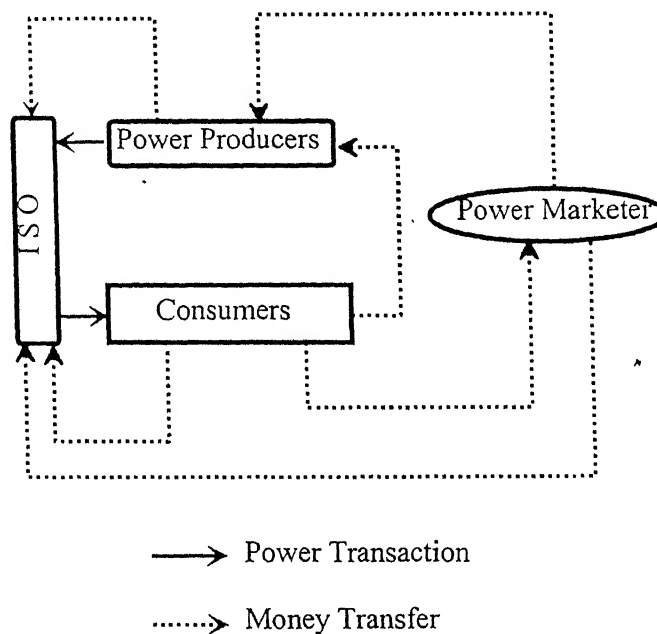 Power Producers
Power Marketer
ISO
Consumers
Power Transaction
Money Transfer